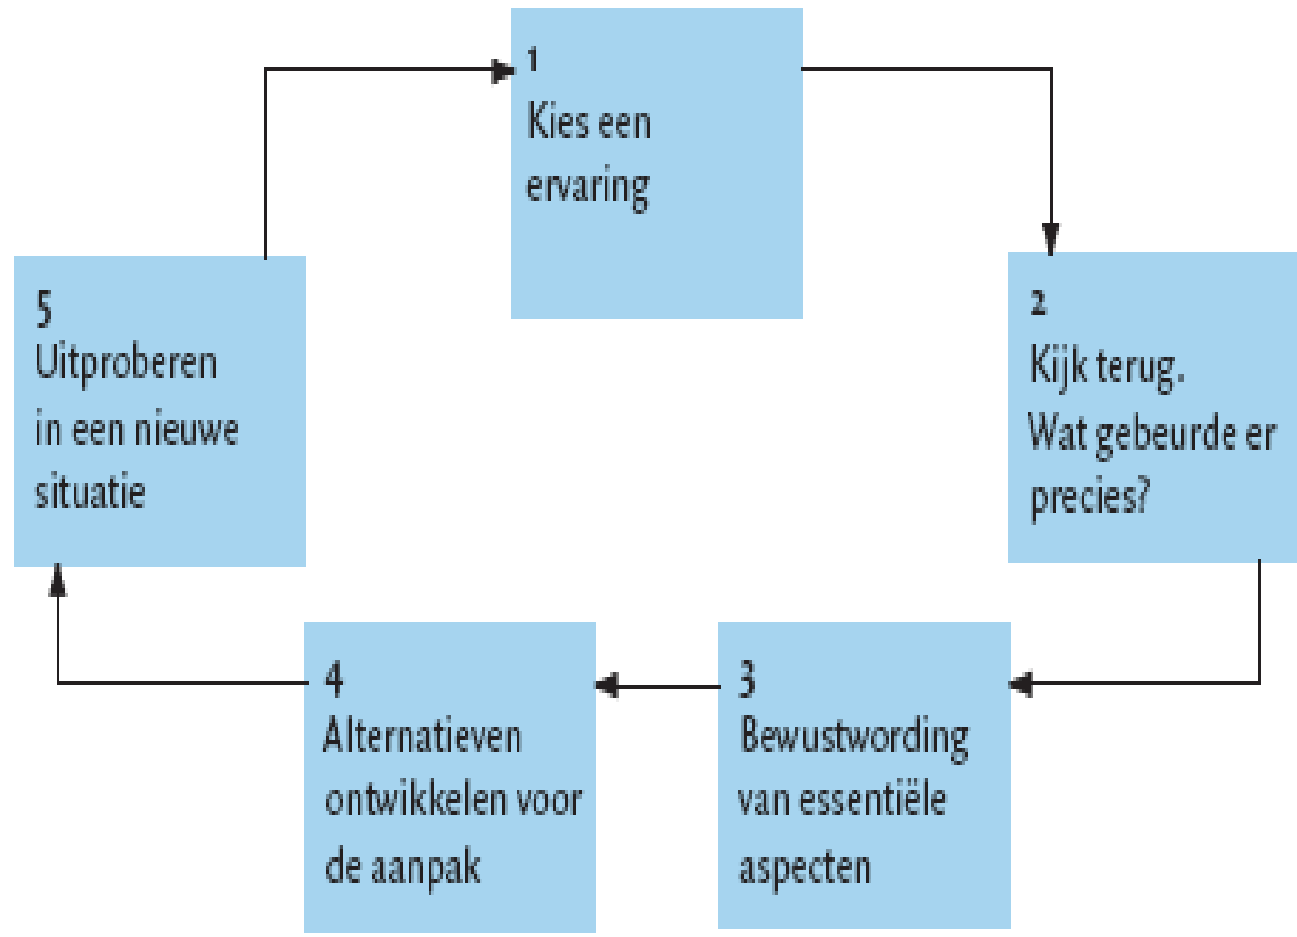 1
Kies een
ervaring
2
Kijk terug.
Wat gebeurde er
precies?
3
Bewustwording
van essentiële
aspecten
4
Alternatieven
ontwikkelen voor
de aanpak
5
Uitproberen
in een nieuwe
situatie